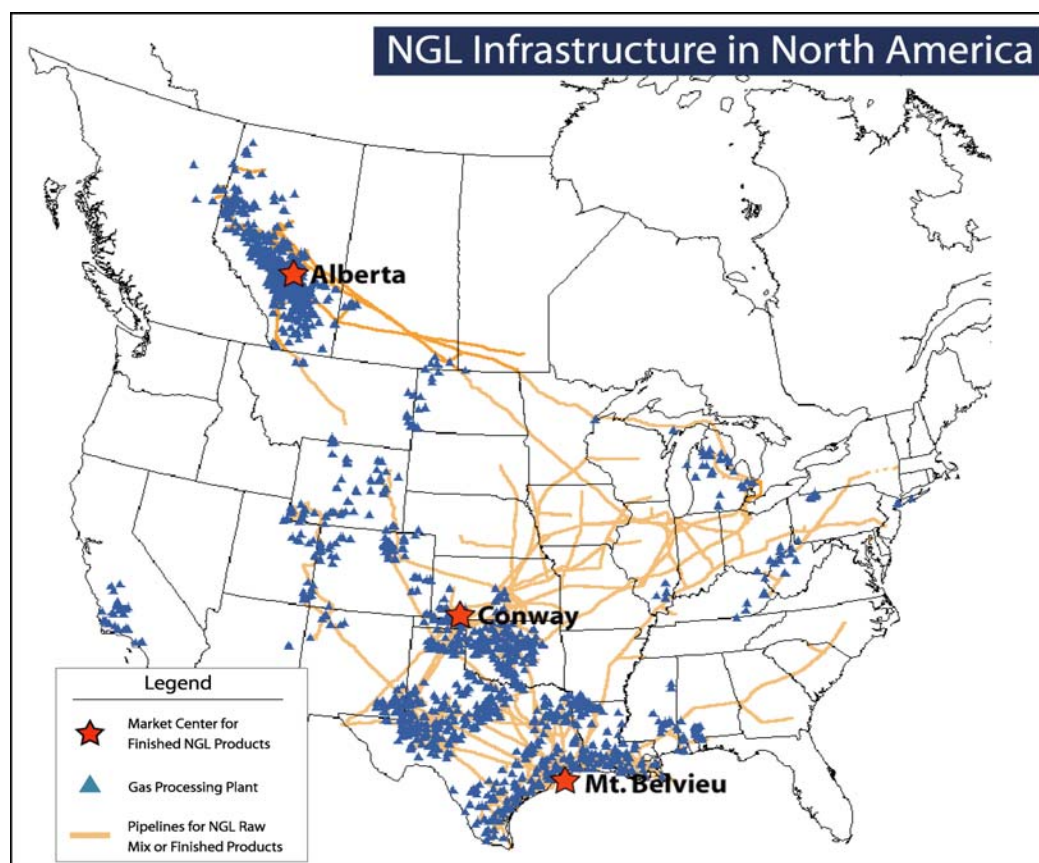 NGL Infrastructure in North America
Alberta
Conway
Mt. Belvieu
Legend
Market Center for
Finished NGL Products
Gas Processing Plant
Pipelines for NGL Raw
Mix or Finished Products